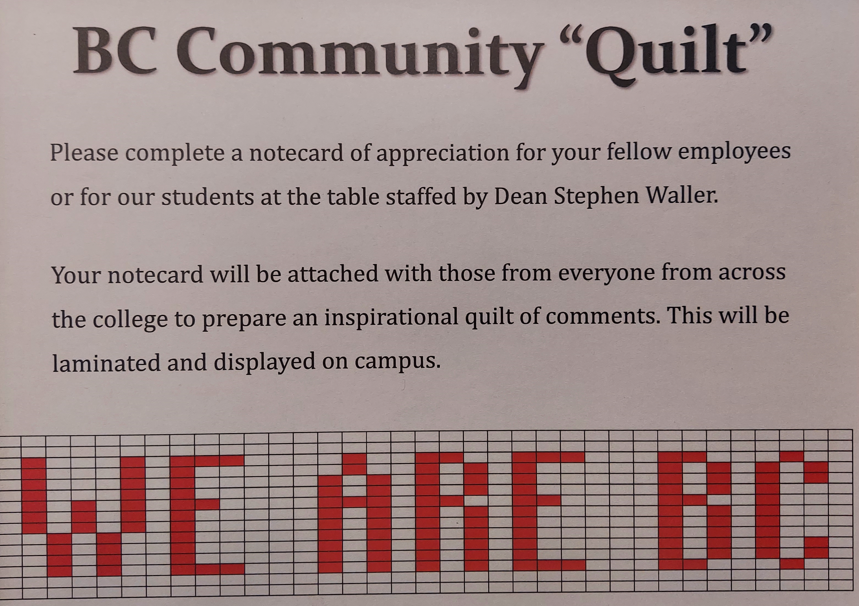 BC Community “Quilt”
Please complete a notecard of appreciation for your fellow employees
or for our students at the table staffed by Dean Stephen Waller.
Your notecard will be attached with those from everyone from across
the college to prepare an inspirational quilt of comments. This will be
laminated and displayed on campus.
WE ARE BC